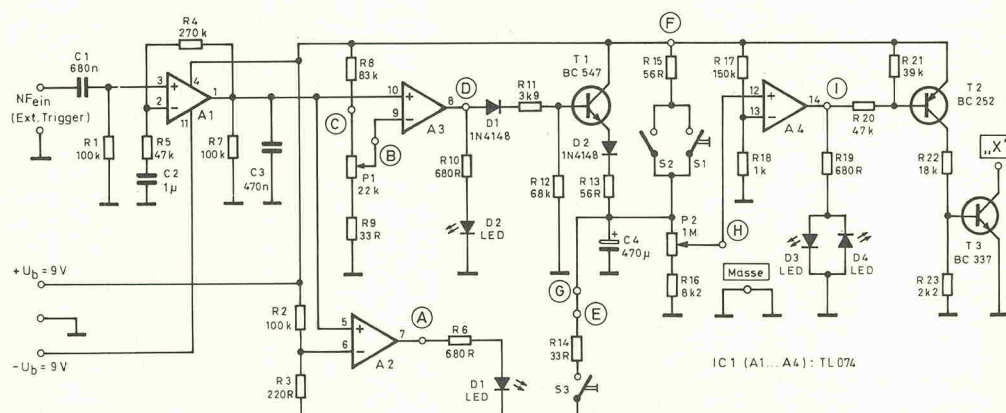 F
R4
270k
C1
680n
NFein
(Ext. Trigger)
3
4
2
1
11
A1
R1
100k
R5
47k
C2
1µ
R7
100k
C3
470n
R8
83k
C
B
P1
22k
R9
33R
10
9
8
A3
D
D1
1N4148
R11
3k9
R10
680R
D2
LED
R12
68k
T1
BC 547
D2
1N4148
R13
56R
+
C4
470µ
R15
56R
S2
S1
P2
1M
H
R16
8k2
G
E
R14
33R
S3
R17
150k
R18
1k
12
13
14
A4
I
R20
47k
R19
680R
D3
LED
D4
LED
Masse
R21
39k
T2
BC 252
R22
18k
"X"
T3
BC 337
R23
2k2
+Ub = 9V
-Ub = 9V
R2
100k
R3
220R
5
6
7
A2
A
R6
680R
D1
LED
IC1 (A1...A4): TL074